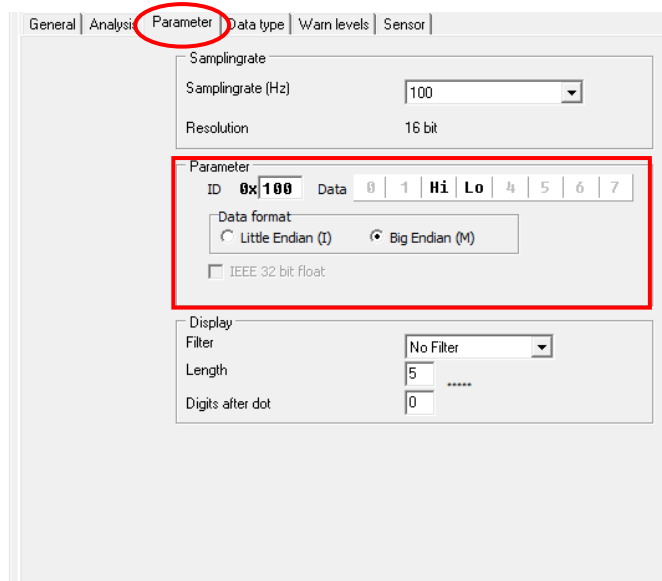 General Analysis Parameter Data type Warn levels Sensor
Samplingrate
Samplingrate (Hz) 100
Resolution 16 bit
Parameter
ID 0x 100 Data 0 1 Hi Lo 4 5 6 7
Data format
Little Endian (I) Big Endian (M)
IEEE 32 bit float
Display
Filter No Filter
Length 5 *****
Digits after dot 0